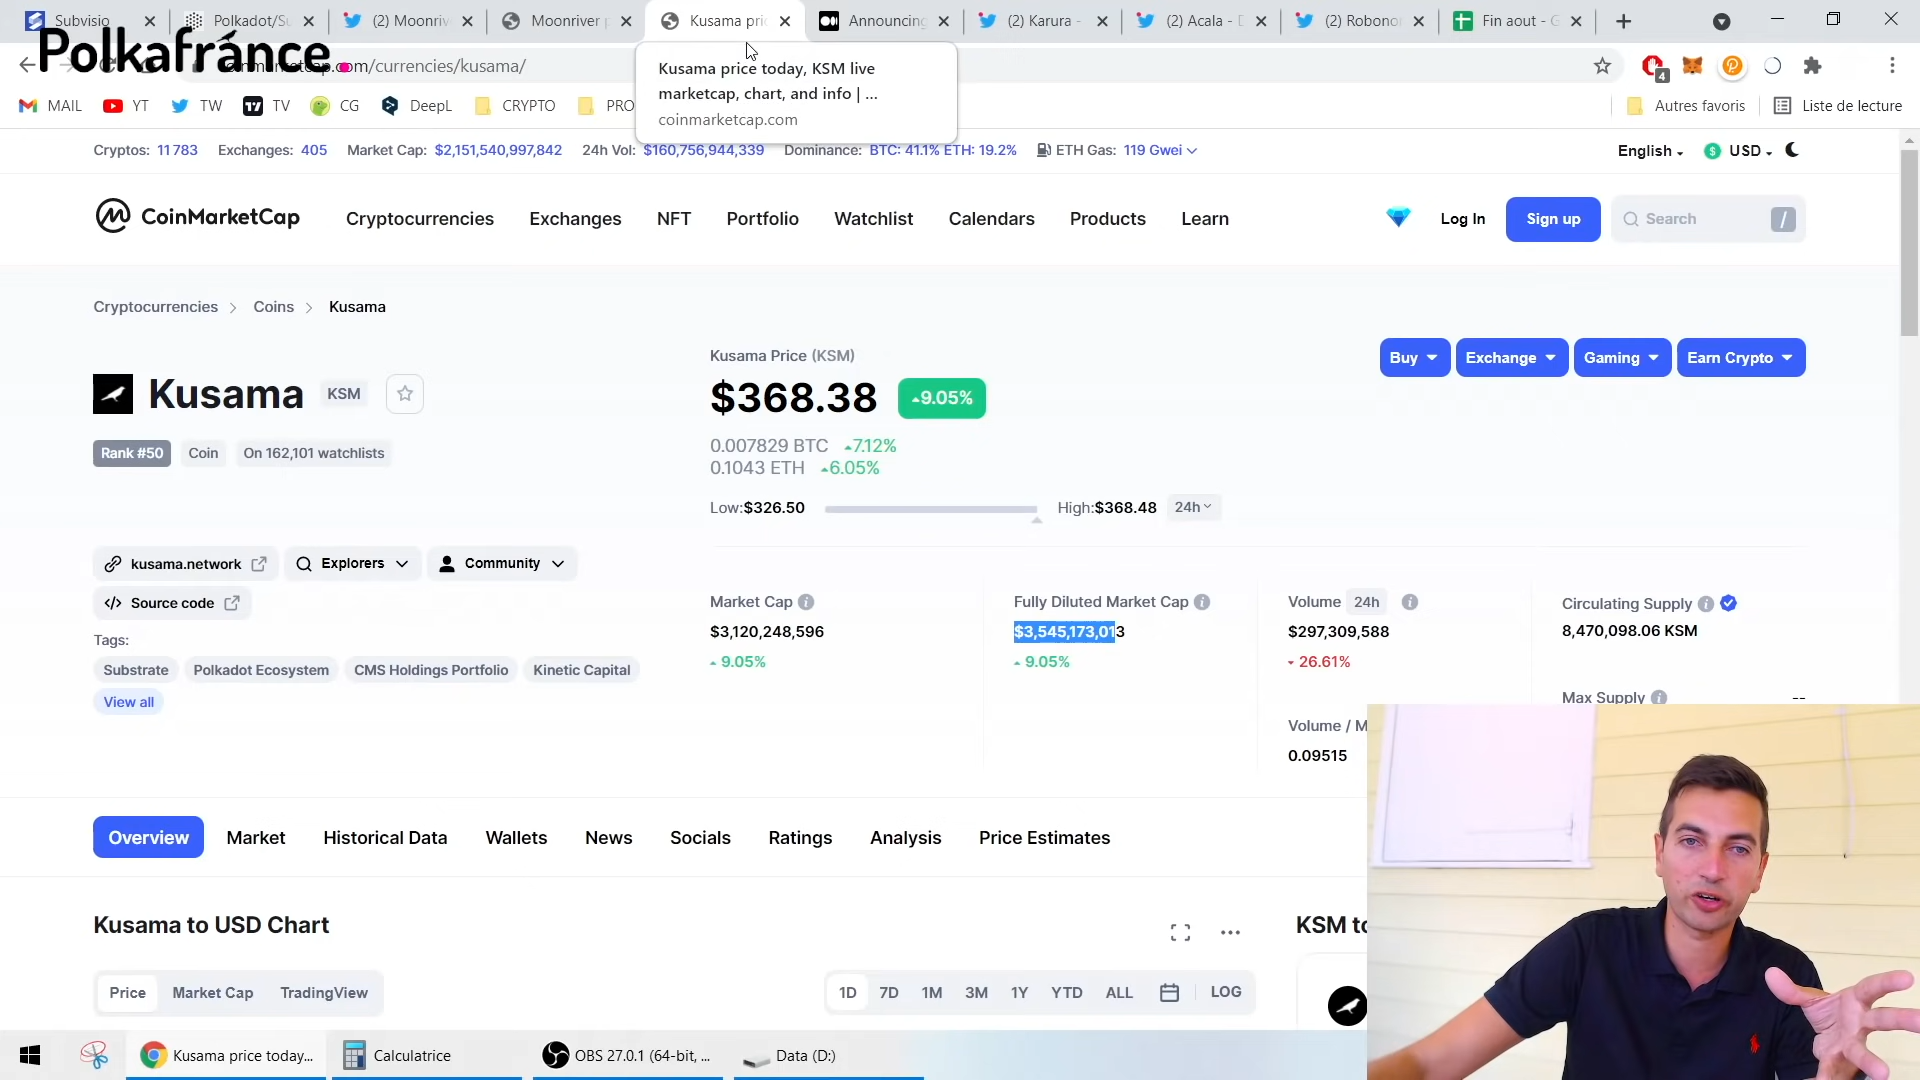 Subvisio
Polkadot/Su
(2) Moonriv
Moonriver p
Kusama pri
Announcing
(2) Karura -
(2) Acala - D
(2) Robono
Fin aout - G
Polkafránce
coinmarketcap.com/currencies/kusama/
4
Kusama price today, KSM live
marketcap, chart, and info | ...
coinmarketcap.com
MAIL
YT
TW
TV
CG
DeepL
CRYPTO
PRO
Autres favoris
Liste de lecture
Cryptos: 11 783
Exchanges: 405
Market Cap: $2,151,540,997,842
24h Vol: $160,756,944,339
Dominance: BTC: 41.1% ETH: 19.2%
ETH Gas: 119 Gwei
English
USD
CoinMarketCap
Cryptocurrencies
Exchanges
NFT
Portfolio
Watchlist
Calendars
Products
Learn
Log In
Sign up
Search
/
Cryptocurrencies
Coins
Kusama
Kusama
KSM
Rank #50
Coin
On 162,101 watchlists
kusama.network
Explorers
Community
Source code
Tags:
Substrate
Polkadot Ecosystem
CMS Holdings Portfolio
Kinetic Capital
View all
Kusama Price (KSM)
$368.38
9.05%
0.007829 BTC 7.12%
0.1043 ETH 6.05%
Low:$326.50
High:$368.48
24h
Buy
Exchange
Gaming
Earn Crypto
Market Cap
$3,120,248,596
9.05%
Fully Diluted Market Cap
$3,545,173,013
9.05%
Volume 24h
$297,309,588
26.61%
Volume / M
0.09515
Circulating Supply
8,470,098.06 KSM
Max Supply
--
Overview
Market
Historical Data
Wallets
News
Socials
Ratings
Analysis
Price Estimates
Kusama to USD Chart
KSM to
Price
Market Cap
TradingView
1D
7D
1M
3M
1Y
YTD
ALL
LOG
Kusama price today...
Calculatrice
OBS 27.0.1 (64-bit, ...
Data (D:)